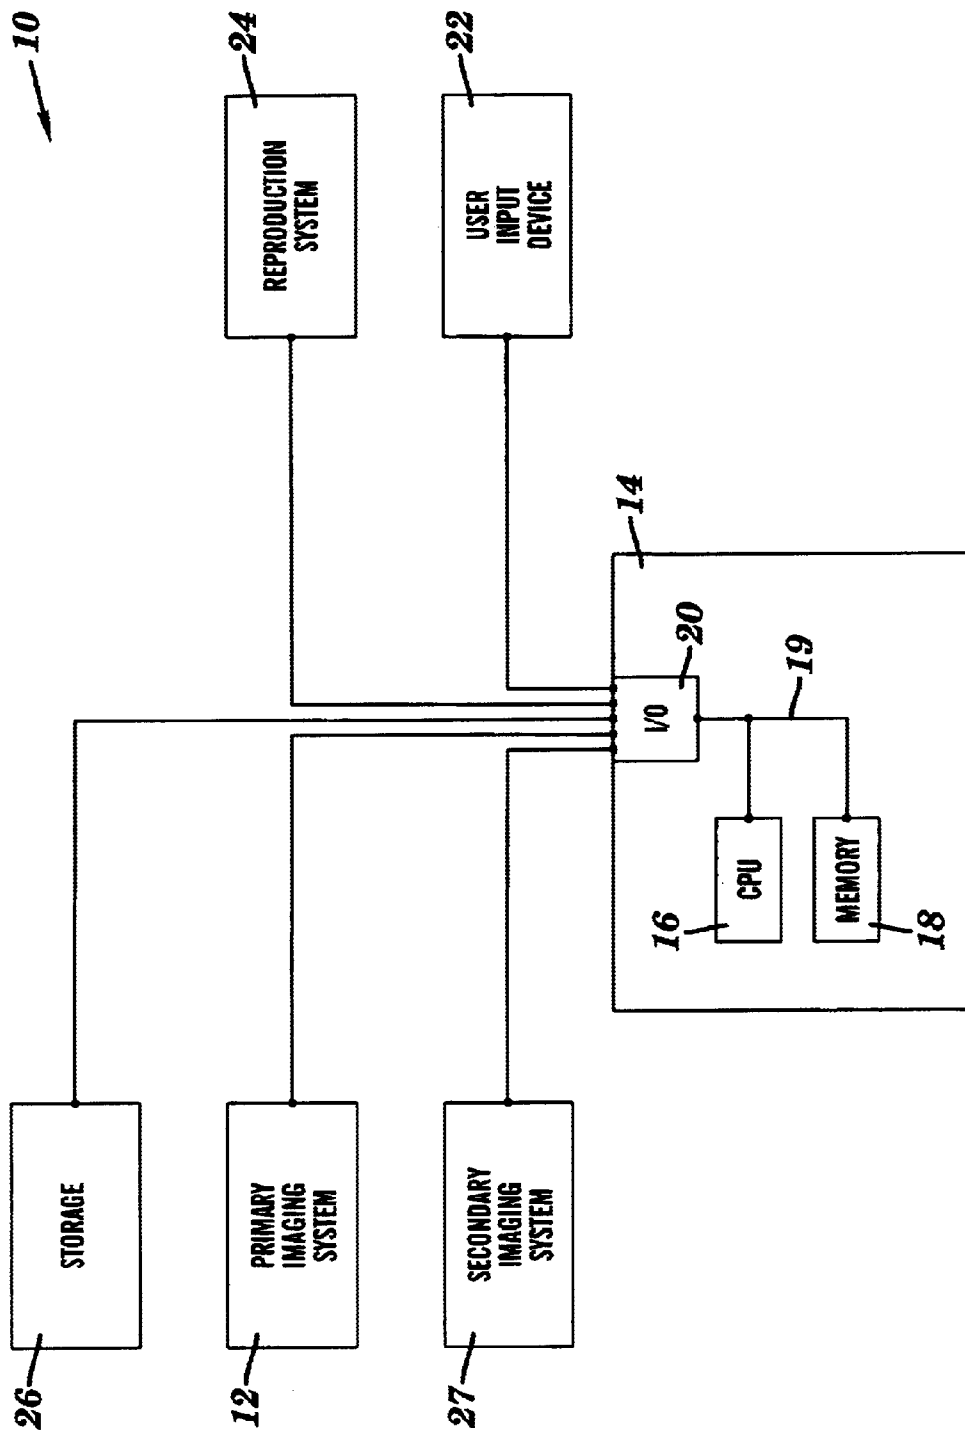 10
26
STORAGE
12
PRIMARY
IMAGING
SYSTEM
24
REPRODUCTION
SYSTEM
27
SECONDARY
IMAGING
SYSTEM
22
USER
INPUT
DEVICE
14
I/O
20
16
CPU
19
MEMORY
18